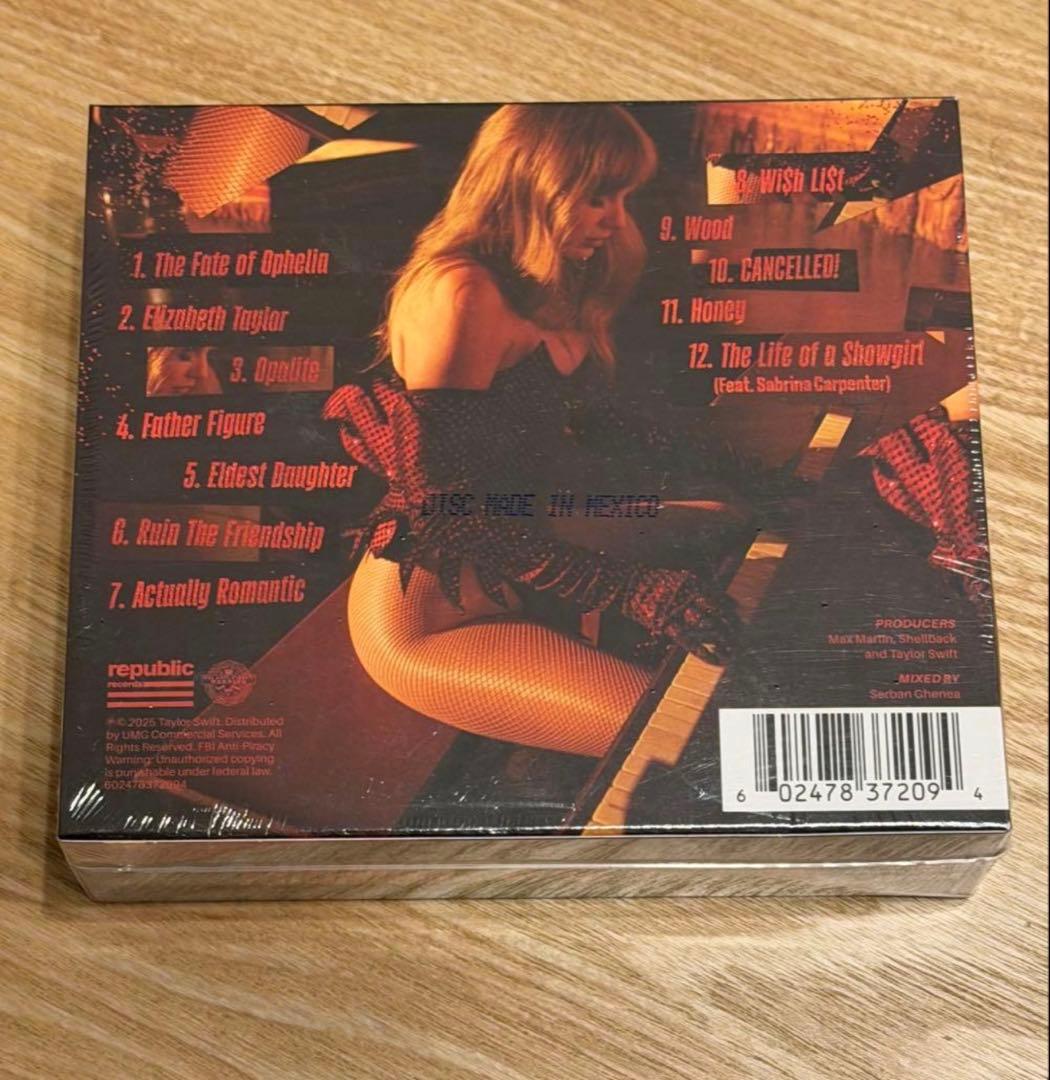 1. The Fate of Ophelia
2. Elizabeth Taylor
3. Opalite
4. Father Figure
5. Eldest Daughter
6. Ruin The Friendship
7. Actually Romantic
8. Wi$h Li$t
9. Wood
10. CANCELLED!
11. Honey
12. The Life of a Showgirl
(Feat. Sabrina Carpenter)
DISC MADE IN MEXICO
republic
records
℗ © 2025 Taylor Swift. Distributed
by UMG Commercial Services. All
Rights Reserved. FBI Anti-Piracy
Warning: Unauthorized copying
is punishable under federal law.
602478372094
PRODUCERS
Max Martin, Shellback
and Taylor Swift
MIXED BY
Serban Ghenea
6 02478 37209 4